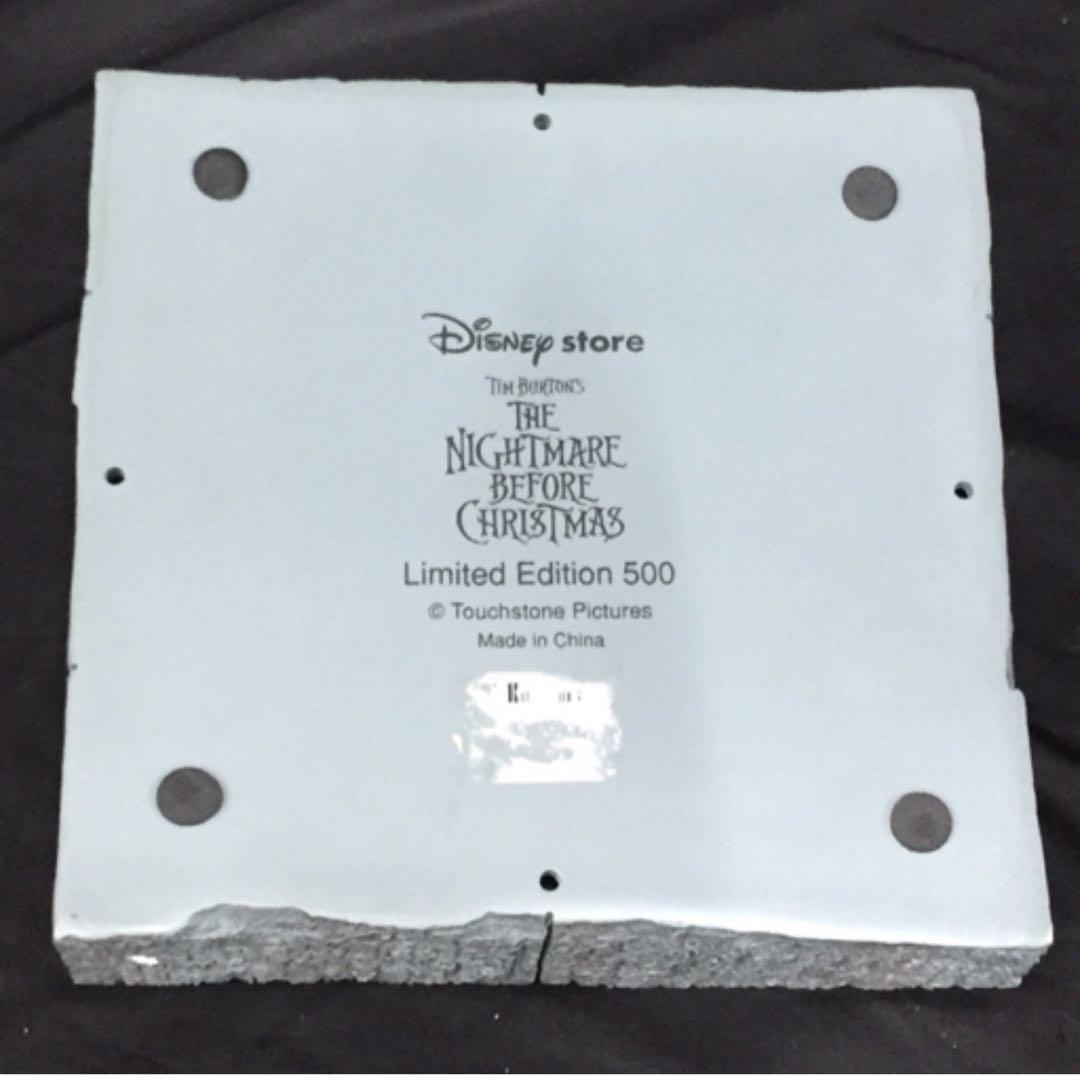 Disney store
TIM BURTON'S
THE
NIGHTMARE
BEFORE
CHRISTMAS
Limited Edition 500
© Touchstone Pictures
Made in China